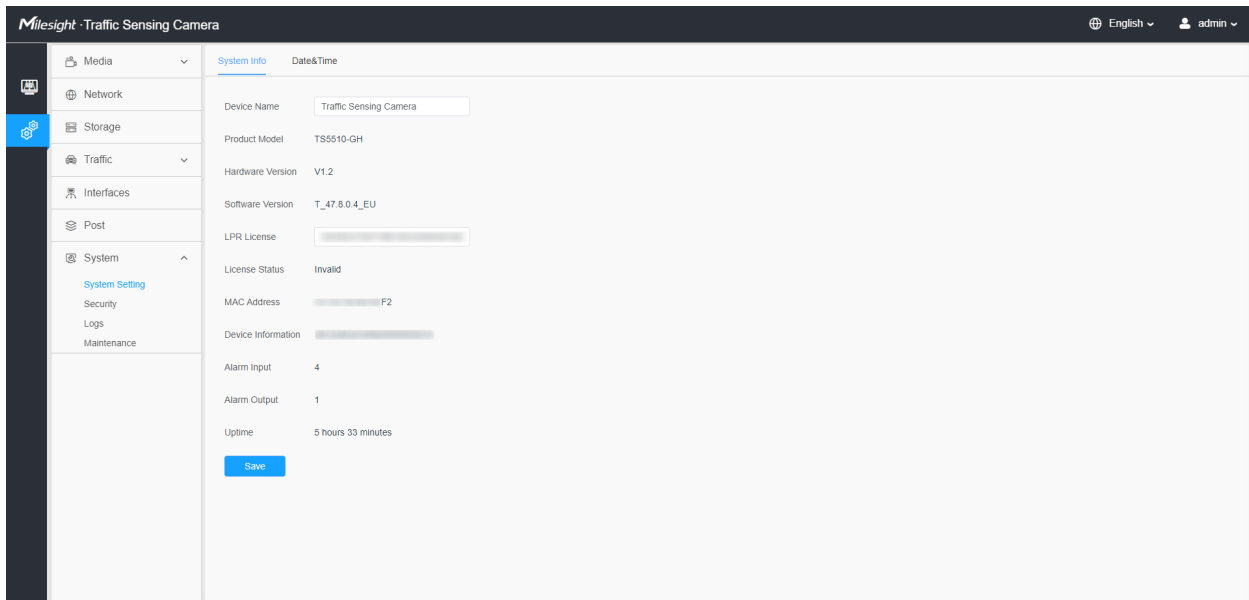 Milesight · Traffic Sensing Camera
English
admin
Media
Network
Storage
Traffic
Interfaces
Post
System
System Setting
Security
Logs
Maintenance
System Info Date&Time
Device Name Traffic Sensing Camera
Product Model TS5510-GH
Hardware Version V1.2
Software Version T_47.8.0.4_EU
LPR License
License Status Invalid
MAC Address F2
Device Information
Alarm Input 4
Alarm Output 1
Uptime 5 hours 33 minutes
Save